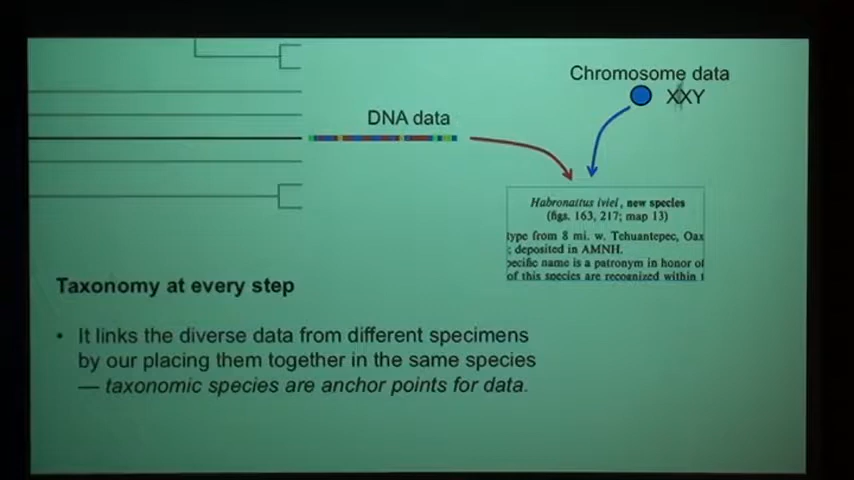 Chromosome data
XXY
DNA data
Habronattus iviei, new species
(figs. 163, 217; map 13)
type from 8 mi. w. Tehuantepec, Oax
; deposited in AMNH.
pecific name is a patronym in honor of
of this species are recognized within t
Taxonomy at every step
• It links the diverse data from different specimens
by our placing them together in the same species
— taxonomic species are anchor points for data.